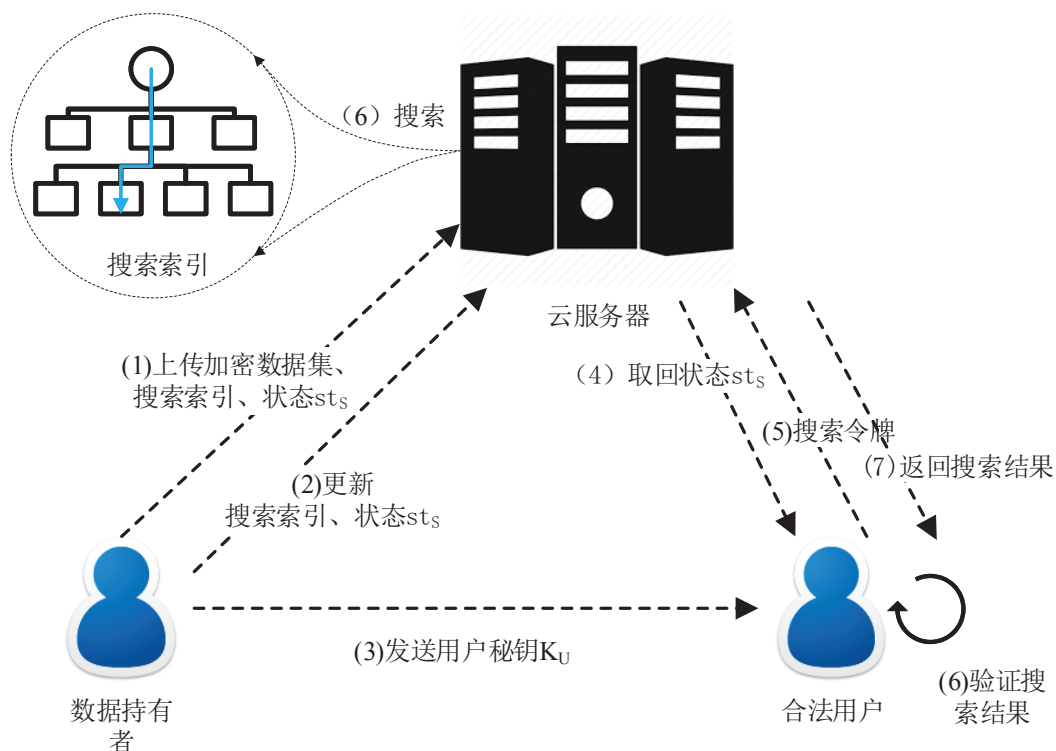 （6）搜索
搜索索引
云服务器
(1)上传加密数据集、
搜索索引、状态stS
（4）取回状态stS
(5)搜索令牌
（7）返回搜索结果
(2)更新
搜索索引、状态stS
(3)发送用户秘钥KU
数据持有
者
合法用户
(6)验证搜
索结果